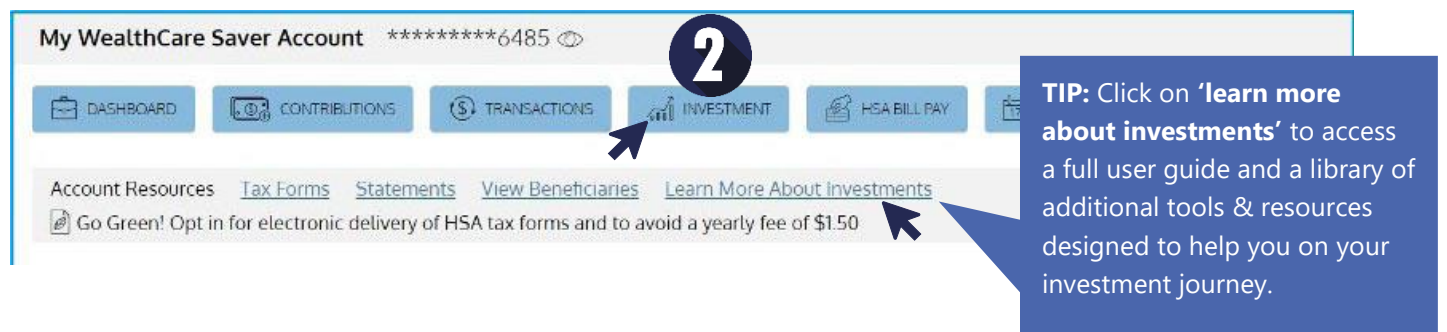 My WealthCare Saver Account *********6485
2
DASHBOARD CONTRIBUTIONS TRANSACTIONS INVESTMENT HSA BILL PAY
Account Resources Tax Forms Statements View Beneficiaries Learn More About Investments
Go Green! Opt in for electronic delivery of HSA tax forms and to avoid a yearly fee of $1.50
TIP: Click on ‘learn more
about investments’ to access
a full user guide and a library of
additional tools & resources
designed to help you on your
investment journey.